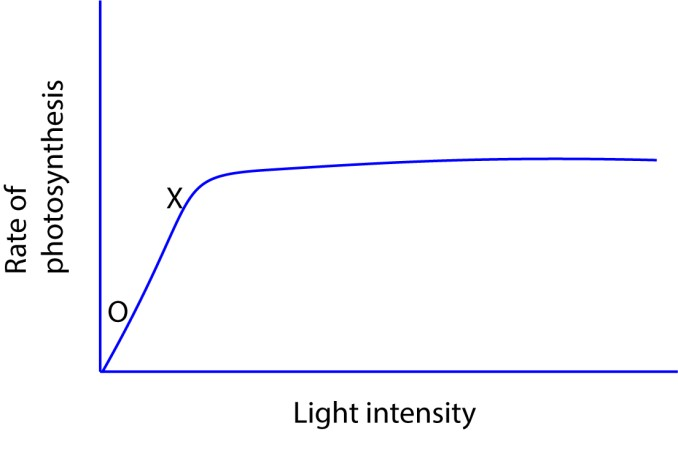 Rate of
photosynthesis
X
O
Light intensity